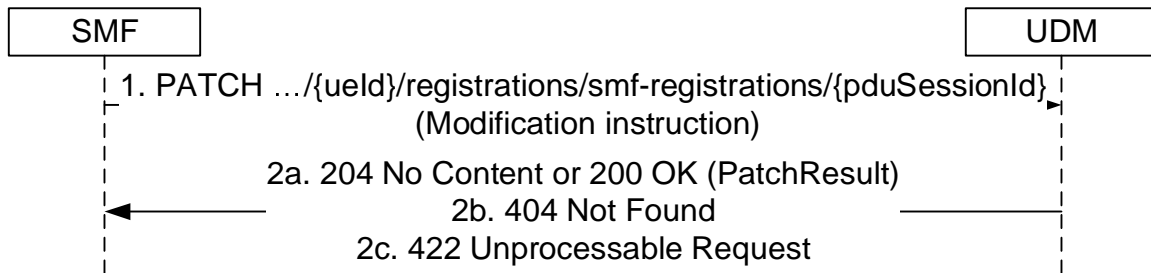 SMF
UDM
1. PATCH …/{ueId}/registrations/smf-registrations/{pduSessionId}
(Modification instruction)
2a. 204 No Content or 200 OK (PatchResult)
2b. 404 Not Found
2c. 422 Unprocessable Request